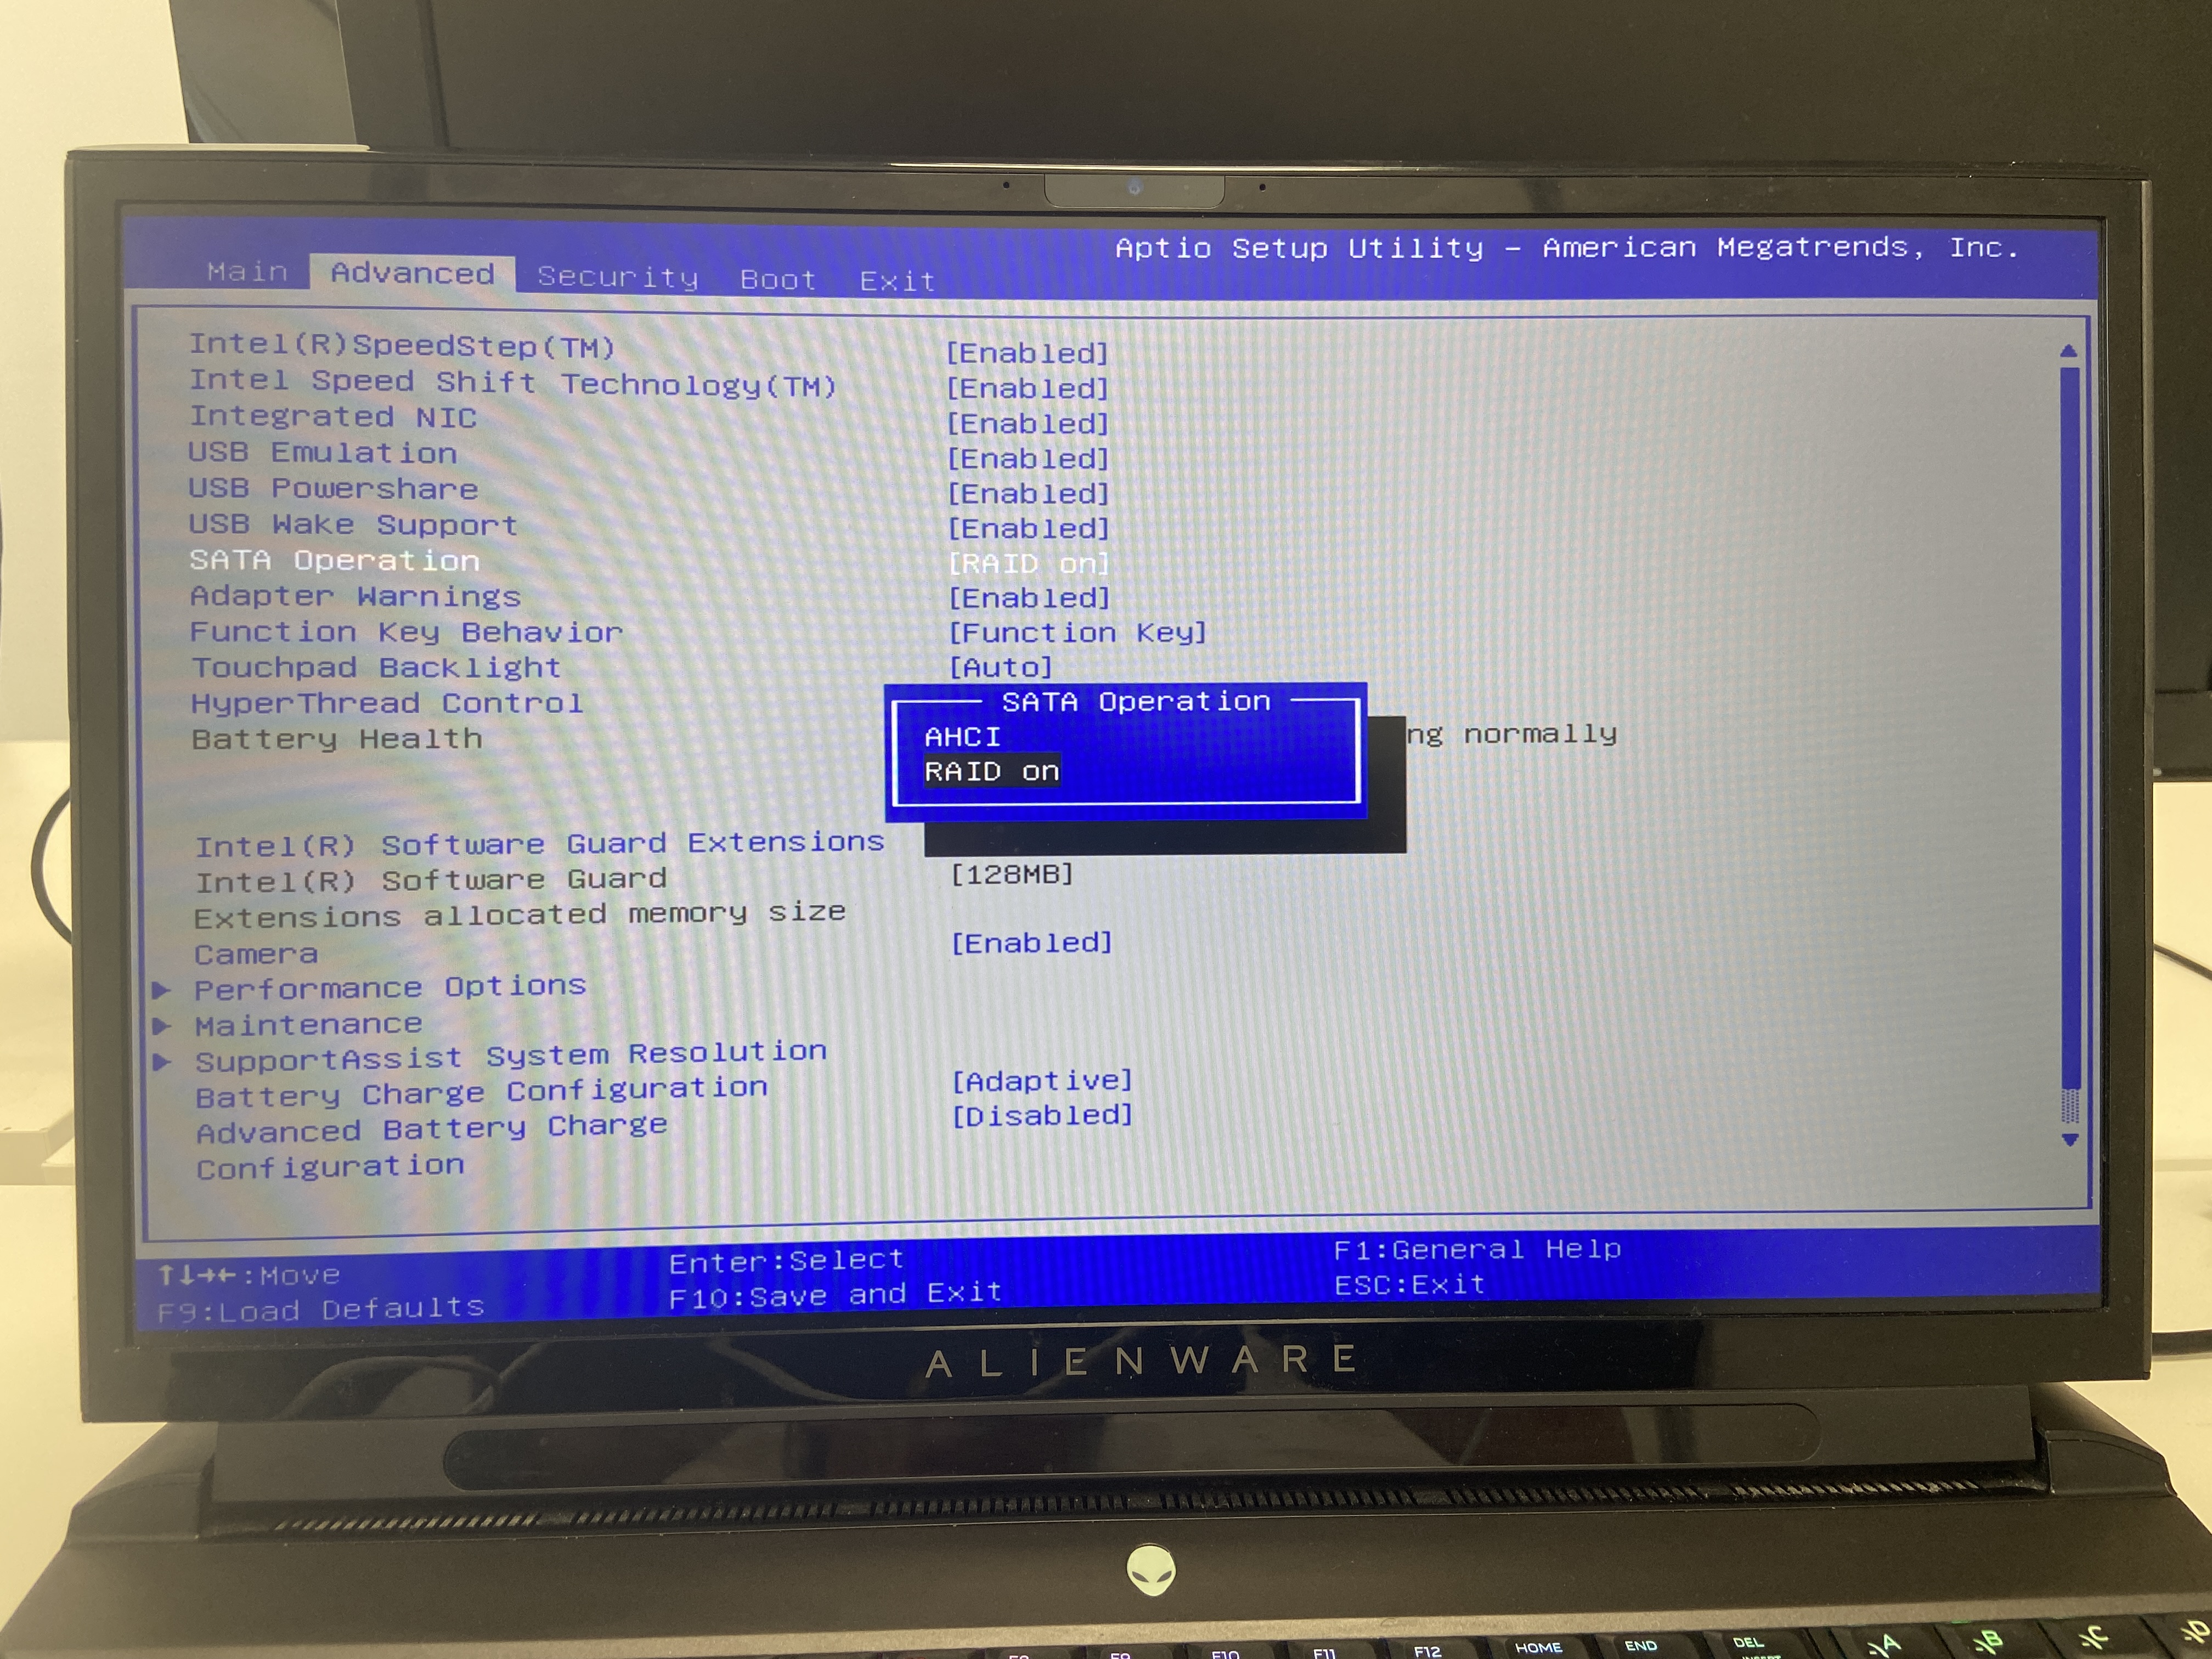 Aptio Setup Utility – American Megatrends, Inc.
Main Advanced Security Boot Exit
Intel(R)SpeedStep(TM) [Enabled]
Intel Speed Shift Technology(TM) [Enabled]
Integrated NIC [Enabled]
USB Emulation [Enabled]
USB Powershare [Enabled]
USB Wake Support [Enabled]
SATA Operation [RAID on]
Adapter Warnings [Enabled]
Function Key Behavior [Function Key]
Touchpad Backlight [Auto]
HyperThread Control
Battery Health ng normally
SATA Operation
AHCI
RAID on
Intel(R) Software Guard Extensions
Intel(R) Software Guard [128MB]
Extensions allocated memory size
Camera [Enabled]
Performance Options
Maintenance
SupportAssist System Resolution
Battery Charge Configuration [Adaptive]
Advanced Battery Charge [Disabled]
Configuration
↑↓→←:Move Enter:Select F1:General Help
F9:Load Defaults F10:Save and Exit ESC:Exit
ALIENWARE
F9 F10 F11 F12 HOME END DEL A B C D